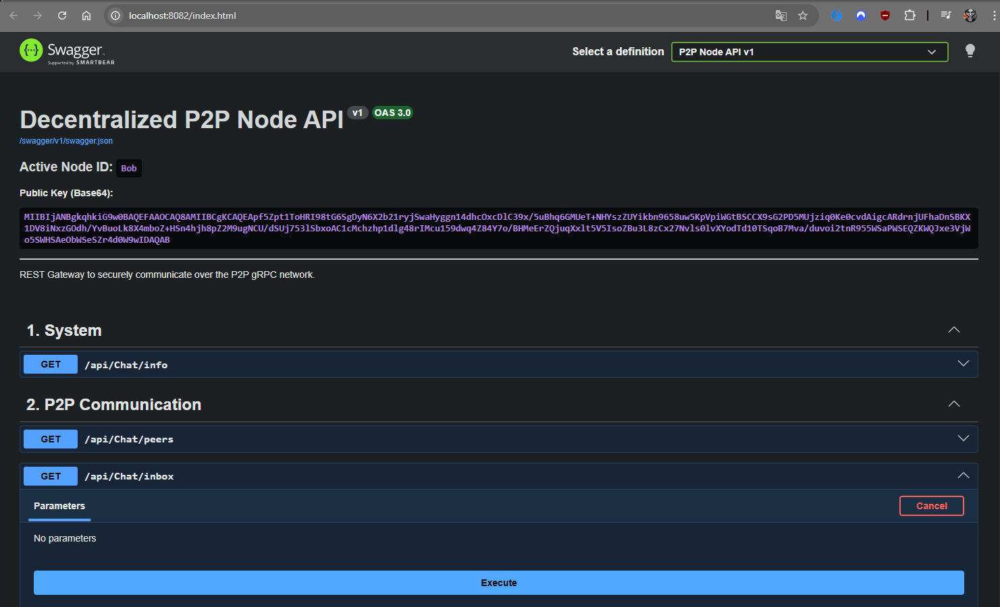 localhost:8082/index.html
Swagger
Supported by SMARTBEAR
Select a definition
P2P Node API v1
Decentralized P2P Node API v1 OAS 3.0
/swagger/v1/swagger.json
Active Node ID: Bob
Public Key (Base64):
MIIBIjANBgkqhkiG9w0BAQEFAAOCAQ8AMIIBCgKCAQEApf5Zpt1ToHRI98tG6SgDyN6X2b21ryjSwaHyggn14dhcOxcDlC39x/5uBhq6GMUeT+NHYszZUYikbn9658uw5KpVpiWGtBSCCX9sG2PD5MUjziq0Ke0cvdAigcARdrnjUFhaDnSBKX
1DV8iNxzGOdh/YvBuoLk8X4mboZ+HSn4hjh8pZ2M9ugNCU/dSUj753lSbxoAC1cMchzhp1dlg48rIMcu159dwq4Z84Y7o/BHMeErZQjuqXxlt5V5IsoZBu3L8zCx27Nvls0lvXYodTd10TSqoB7Mva/duvoi2tnR955WSaPWSEQZKWQJxe3VjW
o5SWHSAeObWSeSZr4d0W9wIDAQAB
REST Gateway to securely communicate over the P2P gRPC network.
1. System
GET /api/Chat/info
2. P2P Communication
GET /api/Chat/peers
GET /api/Chat/inbox
Parameters
Cancel
No parameters
Execute